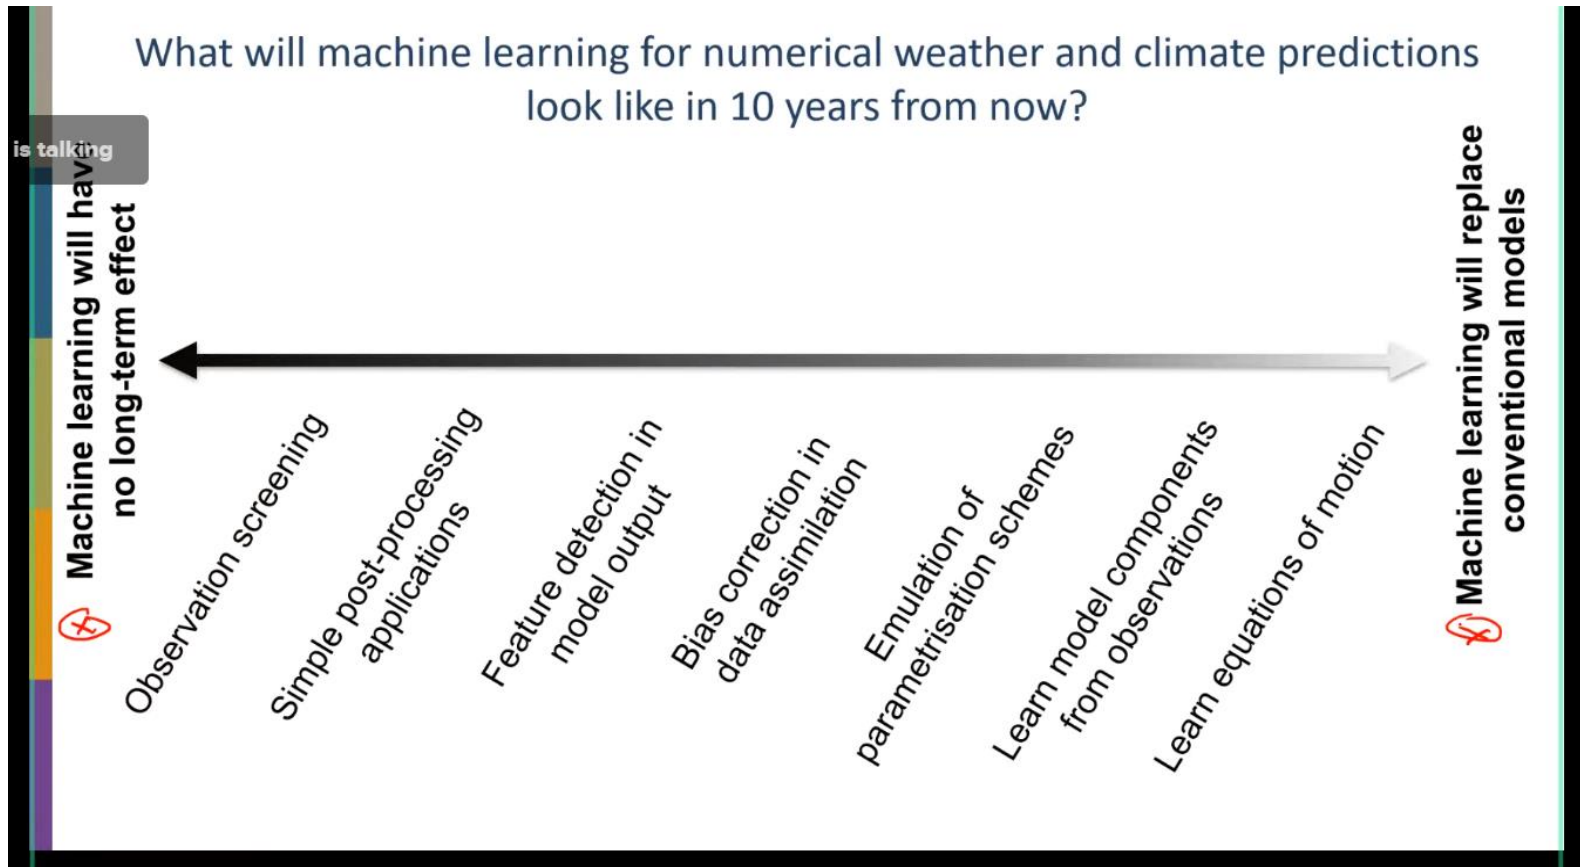 What will machine learning for numerical weather and climate predictions
look like in 10 years from now?
is talking
Machine learning will have
no long-term effect
Observation screening
Simple post-processing
applications
Feature detection in
model output
Bias correction in
data assimilation
Emulation of
parametrisation schemes
Learn model components
from observations
Learn equations of motion
Machine learning will replace
conventional models